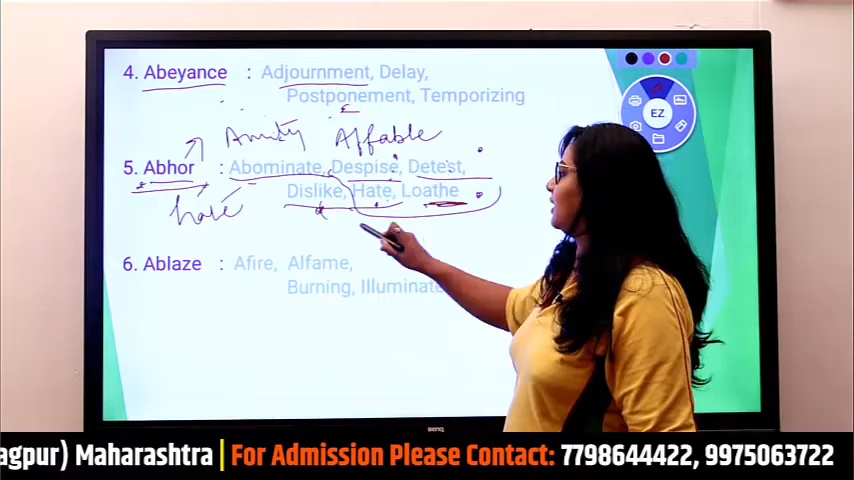 4. Abeyance : Adjournment, Delay,
Postponement, Temporizing
Amity Affable
5. Abhor : Abominate, Despise, Detest,
Dislike, Hate, Loathe
hate
6. Ablaze : Afire, Alfame,
Burning, Illuminate
EZ
BENQ
agpur) Maharashtra | For Admission Please Contact: 7798644422, 9975063722